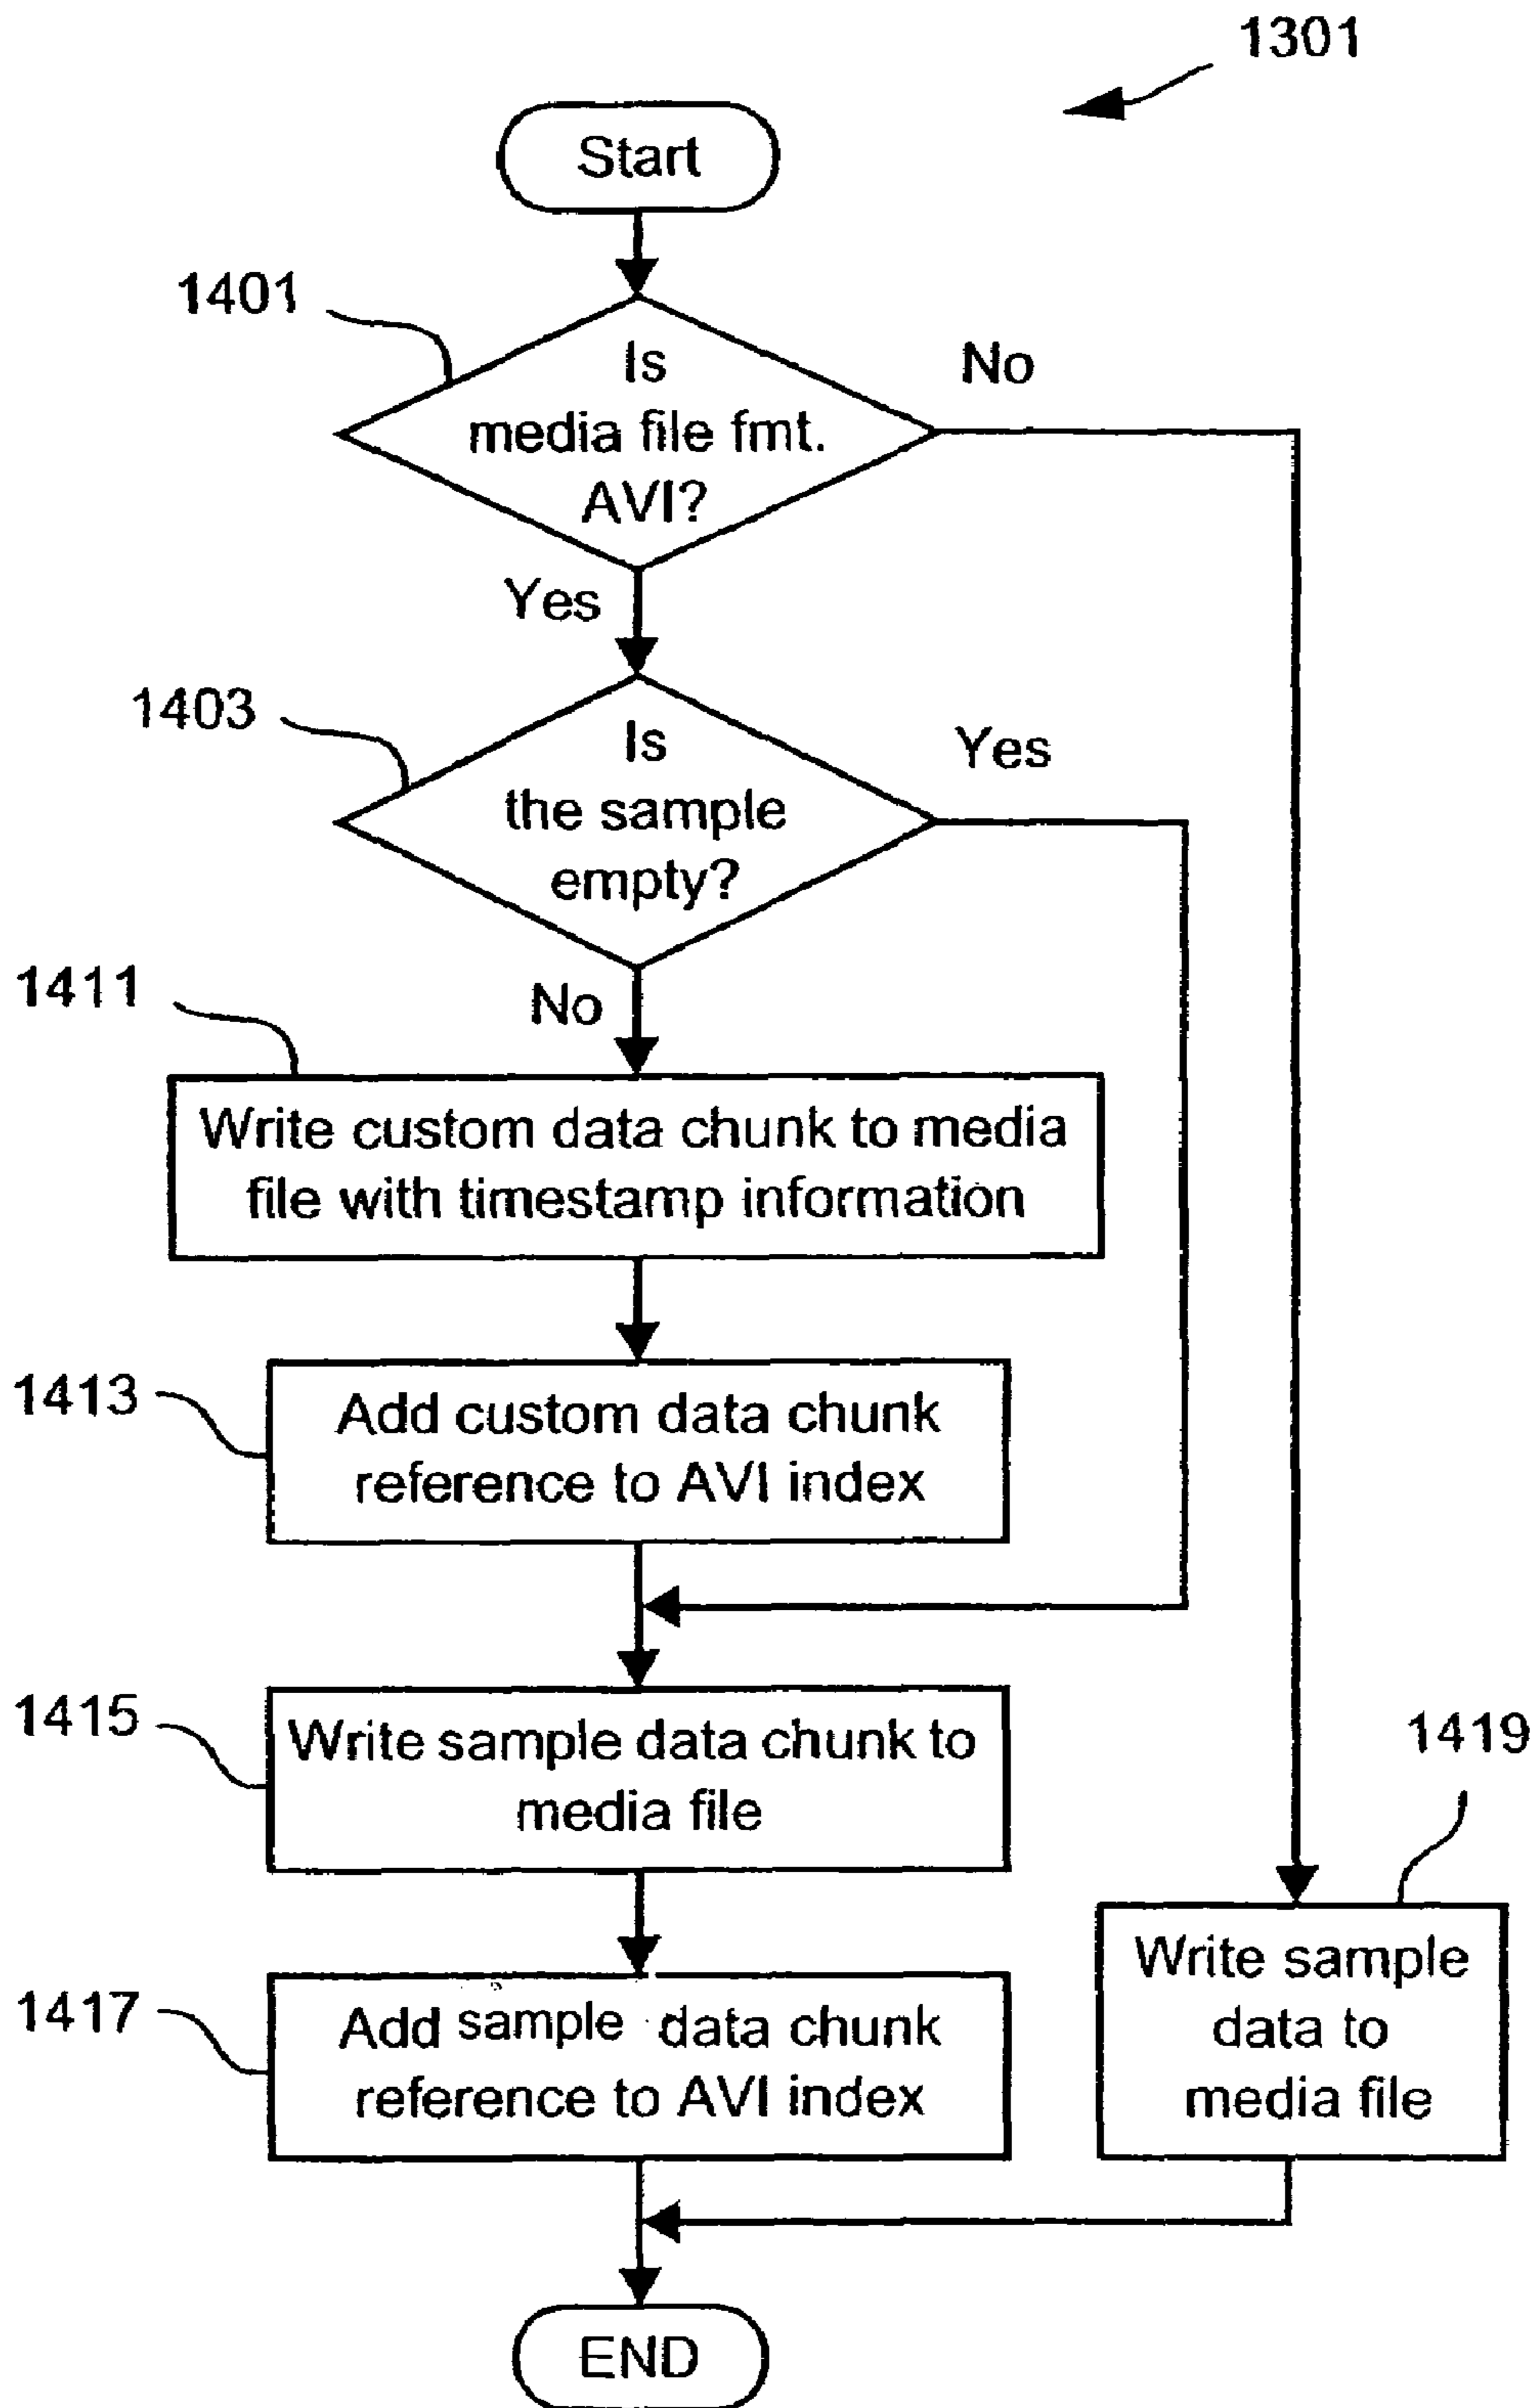 1301
Start
1401
Is
media file fmt.
AVI?
No
Yes
1403
Is
the sample
empty?
Yes
No
1411
Write custom data chunk to media
file with timestamp information
1413
Add custom data chunk
reference to AVI index
1415
Write sample data chunk to
media file
1419
Write sample
data to
media file
1417
Add sample data chunk
reference to AVI index
END